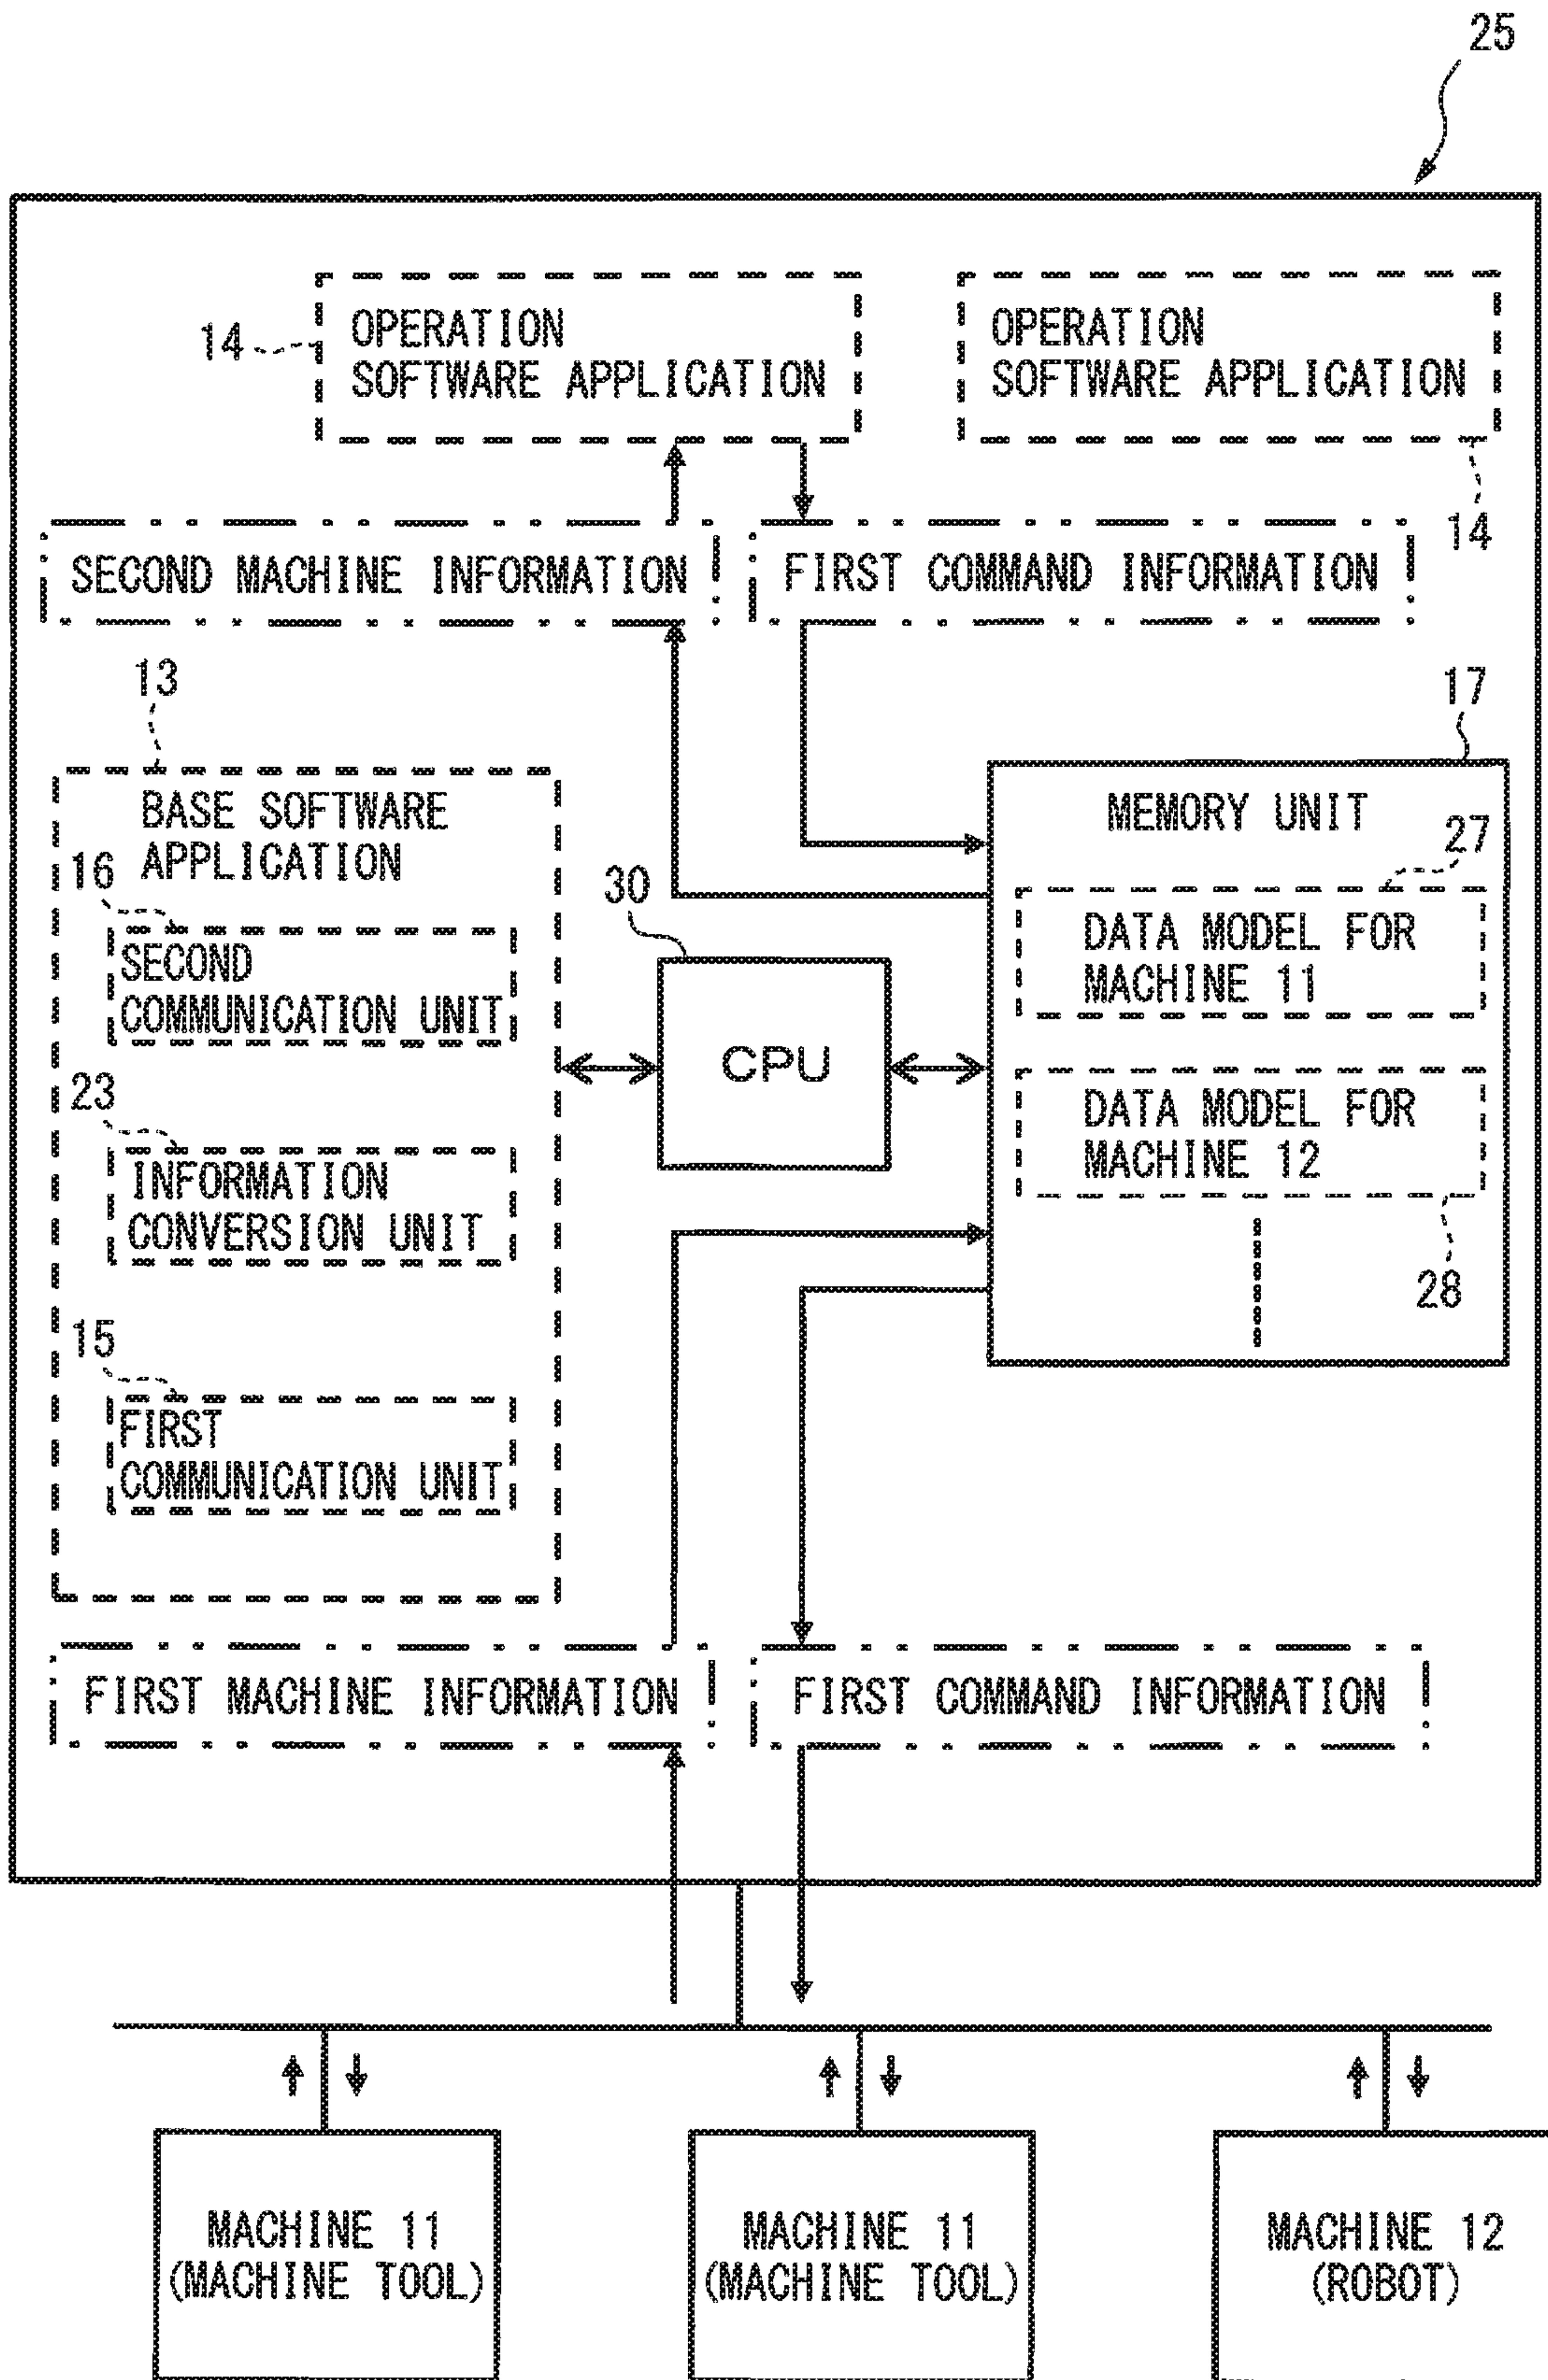 25
OPERATION
SOFTWARE APPLICATION
14
OPERATION
SOFTWARE APPLICATION
14
SECOND MACHINE INFORMATION
FIRST COMMAND INFORMATION
13
BASE SOFTWARE
APPLICATION
16
SECOND
COMMUNICATION UNIT
23
INFORMATION
CONVERSION UNIT
15
FIRST
COMMUNICATION UNIT
30
CPU
17
MEMORY UNIT
27
DATA MODEL FOR
MACHINE 11
DATA MODEL FOR
MACHINE 12
28
FIRST MACHINE INFORMATION
FIRST COMMAND INFORMATION
MACHINE 11
(MACHINE TOOL)
MACHINE 11
(MACHINE TOOL)
MACHINE 12
(ROBOT)